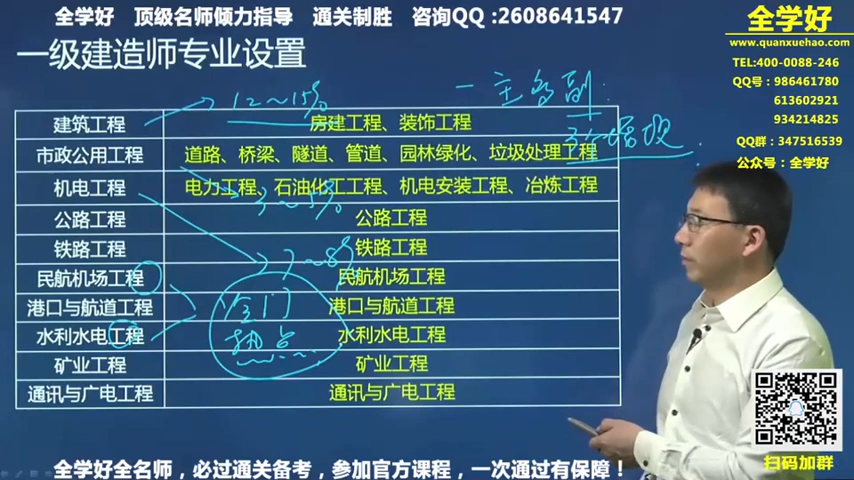 全学好 顶级名师倾力指导 通关制胜 咨询QQ :2608641547
全学好
www.quanxuehao.com
TEL:400-0088-246
QQ号：986461780
613602921
934214825
QQ群：347516539
公众号：全学好
一级建造师专业设置
一主多副：
12~15%
建筑工程 房建工程、装饰工程
市政公用工程 道路、桥梁、隧道、管道、园林绿化、垃圾处理工程
机电工程 电力工程、石油化工工程、机电安装工程、冶炼工程
3~5%
公路工程 公路工程
铁路工程 铁路工程
7~8%
民航机场工程 民航机场工程
港口与航道工程 港口与航道工程
水利水电工程 水利水电工程
矿业工程 矿业工程
通讯与广电工程 通讯与广电工程
扫码加群
全学好全名师，必过通关备考，参加官方课程，一次通过有保障！